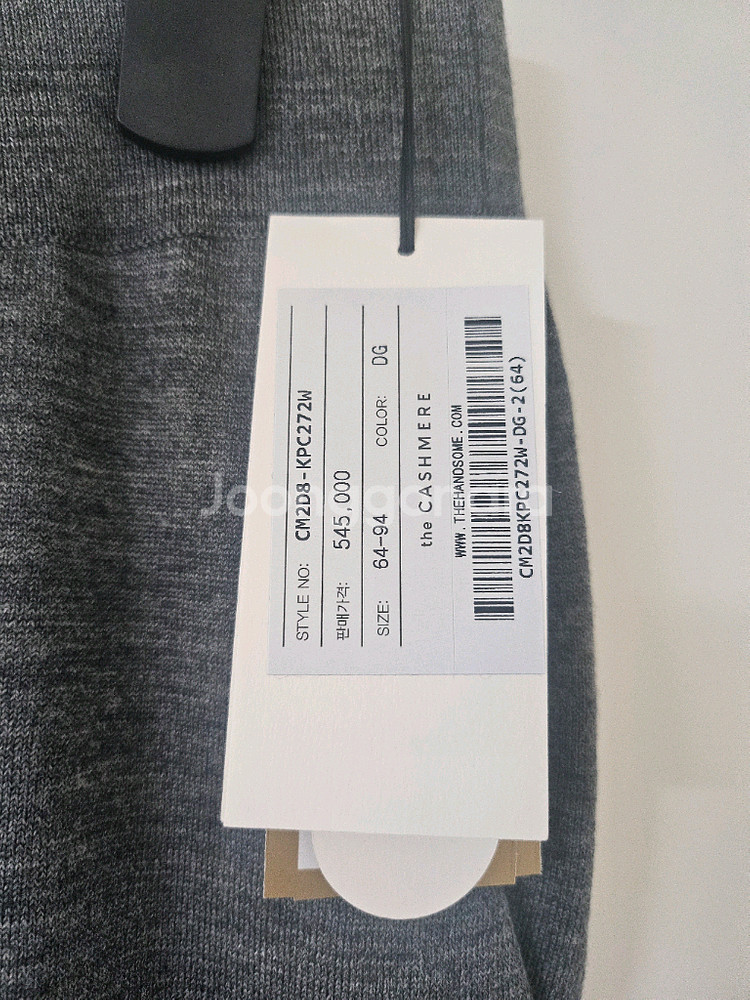 STYLE NO: CM2D8-KPC272W
판매가격: 545,000
SIZE: 64-94 COLOR: DG
the CASHMERE
WWW.THEHANDSOME.COM
CM2D8KPC272W-DG-2(64)
Joonggonara